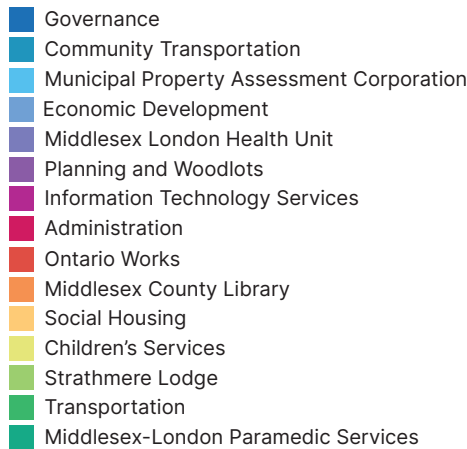 Governance
Community Transportation
Municipal Property Assessment Corporation
Economic Development
Middlesex London Health Unit
Planning and Woodlots
Information Technology Services
Administration
Ontario Works
Middlesex County Library
Social Housing
Children’s Services
Strathmere Lodge
Transportation
Middlesex-London Paramedic Services